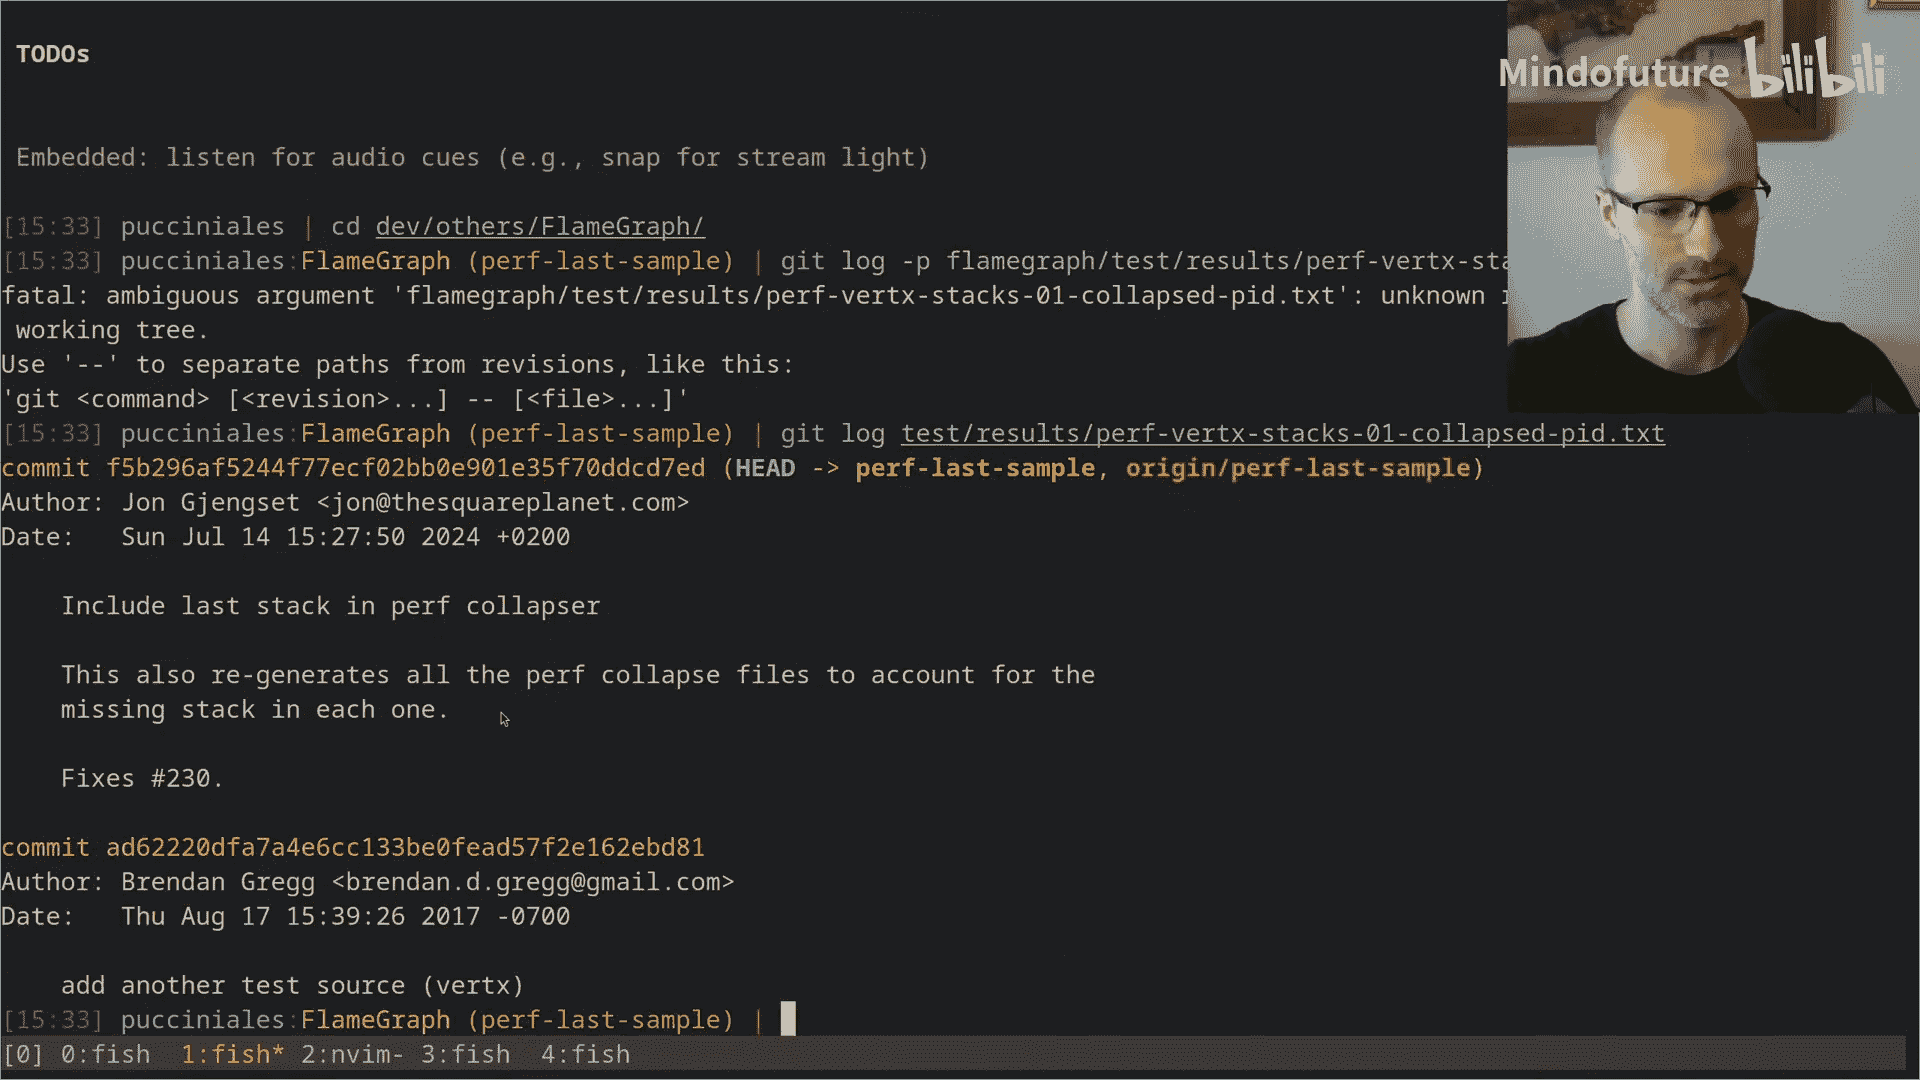 TODOs
Mindofuture bilibili
Embedded: listen for audio cues (e.g., snap for stream light)
[15:33] pucciniales | cd dev/others/FlameGraph/
[15:33] pucciniales:FlameGraph (perf-last-sample) | git log -p flamegraph/test/results/perf-vertx-sta
fatal: ambiguous argument 'flamegraph/test/results/perf-vertx-stacks-01-collapsed-pid.txt': unknown
working tree.
Use '--' to separate paths from revisions, like this:
'git <command> [<revision>...] -- [<file>...]'
[15:33] pucciniales:FlameGraph (perf-last-sample) | git log test/results/perf-vertx-stacks-01-collapsed-pid.txt
commit f5b296af5244f77ecf02bb0e901e35f70ddcd7ed (HEAD -> perf-last-sample, origin/perf-last-sample)
Author: Jon Gjengset <jon@thesquareplanet.com>
Date:   Sun Jul 14 15:27:50 2024 +0200
Include last stack in perf collapser
This also re-generates all the perf collapse files to account for the
missing stack in each one.
Fixes #230.
commit ad62220dfa7a4e6cc133be0fead57f2e162ebd81
Author: Brendan Gregg <brendan.d.gregg@gmail.com>
Date:   Thu Aug 17 15:39:26 2017 -0700
add another test source (vertx)
[15:33] pucciniales:FlameGraph (perf-last-sample) |
[0] 0:fish  1:fish* 2:nvim- 3:fish  4:fish